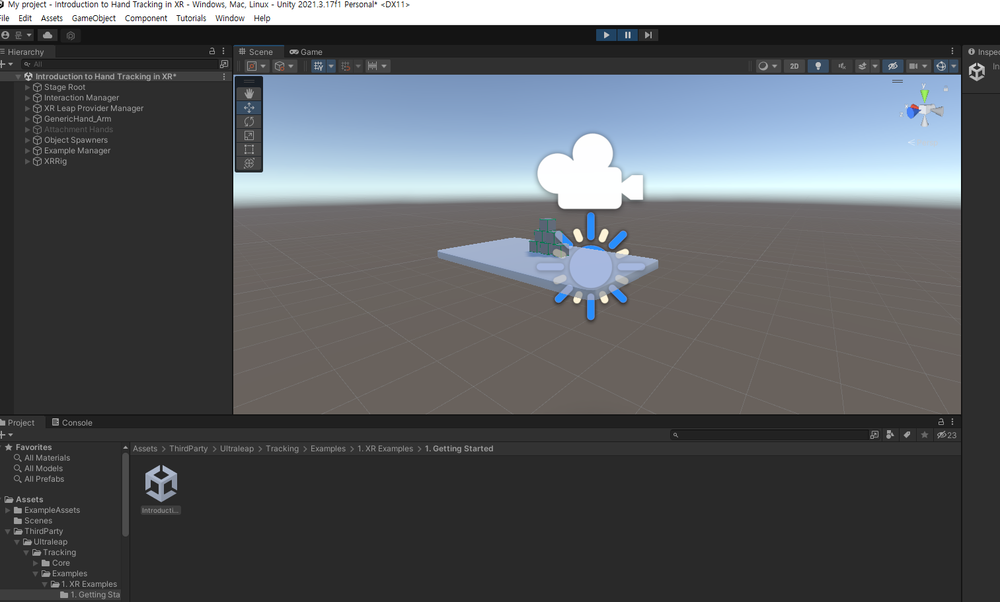 My project - Introduction to Hand Tracking in XR - Windows, Mac, Linux - Unity 2021.3.17f1 Personal* <DX11>
File Edit Assets GameObject Component Tutorials Window Help
문
Hierarchy
Scene
Game
All
2D
Introduction to Hand Tracking in XR*
Stage Root
Interaction Manager
XR Leap Provider Manager
GenericHand_Arm
Attachment Hands
Object Spawners
Example Manager
XRRig
y
x
z
Inspec
In
Project
Console
23
Favorites
All Materials
All Models
All Prefabs
Assets
ExampleAssets
Scenes
ThirdParty
Ultraleap
Tracking
Core
Examples
1. XR Examples
1. Getting Sta
Assets > ThirdParty > Ultraleap > Tracking > Examples > 1. XR Examples > 1. Getting Started
Introducti...